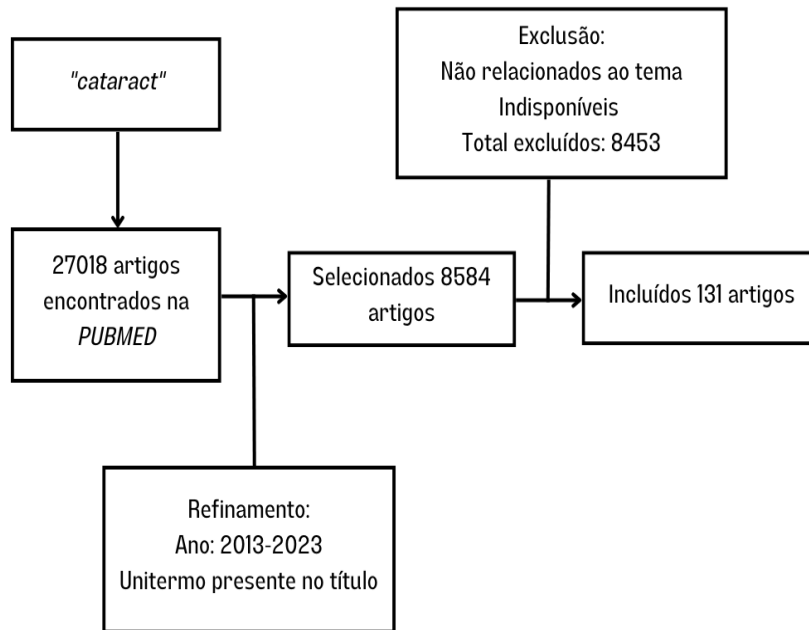 "cataract"
27018 artigos
encontrados na
PUBMED
Refinamento:
Ano: 2013-2023
Unitermo presente no título
Selecionados 8584
artigos
Exclusão:
Não relacionados ao tema
Indisponíveis
Total excluídos: 8453
Incluídos 131 artigos